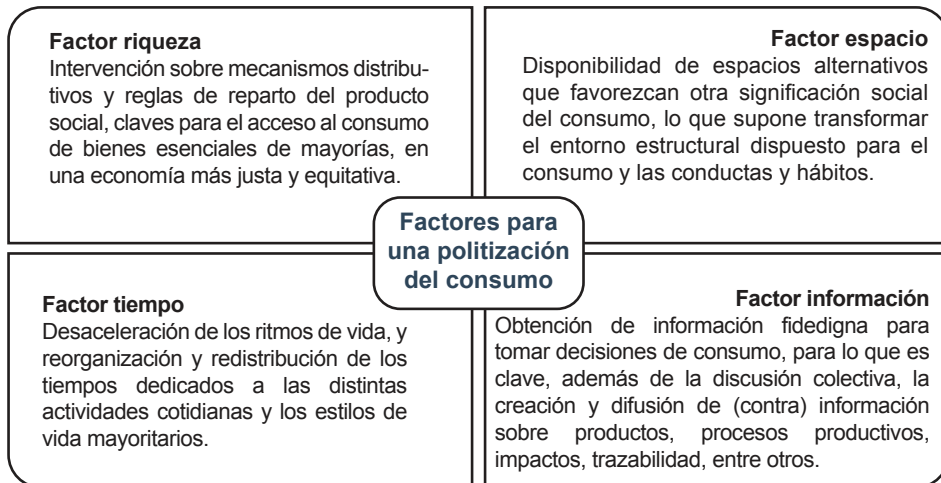 Factor riqueza
Intervención sobre mecanismos distribu-
tivos y reglas de reparto del producto
social, claves para el acceso al consumo
de bienes esenciales de mayorías, en
una economía más justa y equitativa.
Factor espacio
Disponibilidad de espacios alternativos
que favorezcan otra significación social
del consumo, lo que supone transformar
el entorno estructural dispuesto para el
consumo y las conductas y hábitos.
Factores para
una politización
del consumo
Factor tiempo
Desaceleración de los ritmos de vida, y
reorganización y redistribución de los
tiempos dedicados a las distintas
actividades cotidianas y los estilos de
vida mayoritarios.
Factor información
Obtención de información fidedigna para
tomar decisiones de consumo, para lo que es
clave, además de la discusión colectiva, la
creación y difusión de (contra) información
sobre productos, procesos productivos,
impactos, trazabilidad, entre otros.